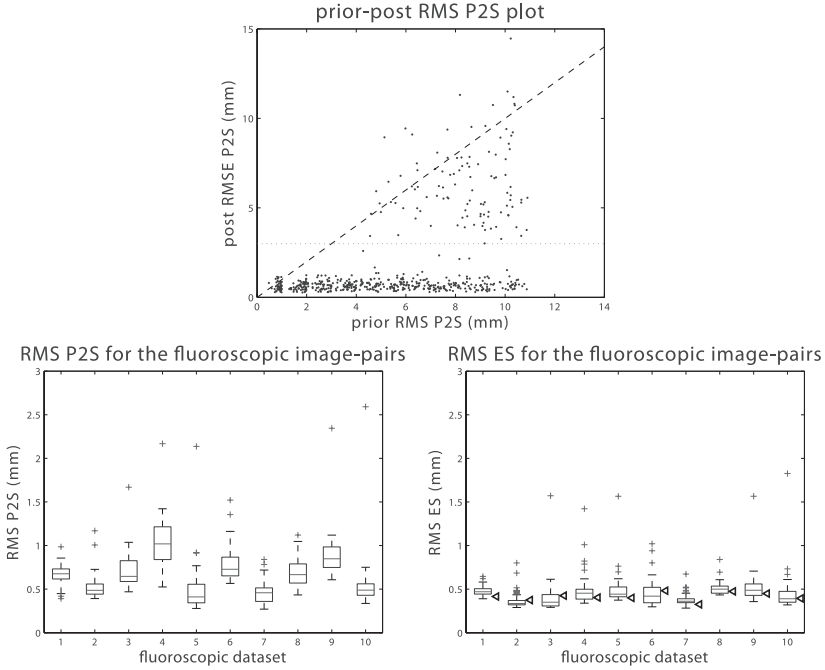 prior-post RMS P2S plot
15
10
5
0
post RMSE P2S (mm)
0 2 4 6 8 10 12 14
prior RMS P2S (mm)
RMS P2S for the fluoroscopic image-pairs
3
2.5
2
1.5
1
0.5
0
RMS P2S (mm)
1 2 3 4 5 6 7 8 9 10
fluoroscopic dataset
RMS ES for the fluoroscopic image-pairs
3
2.5
2
1.5
1
0.5
0
RMS ES (mm)
1 2 3 4 5 6 7 8 9 10
fluoroscopic dataset